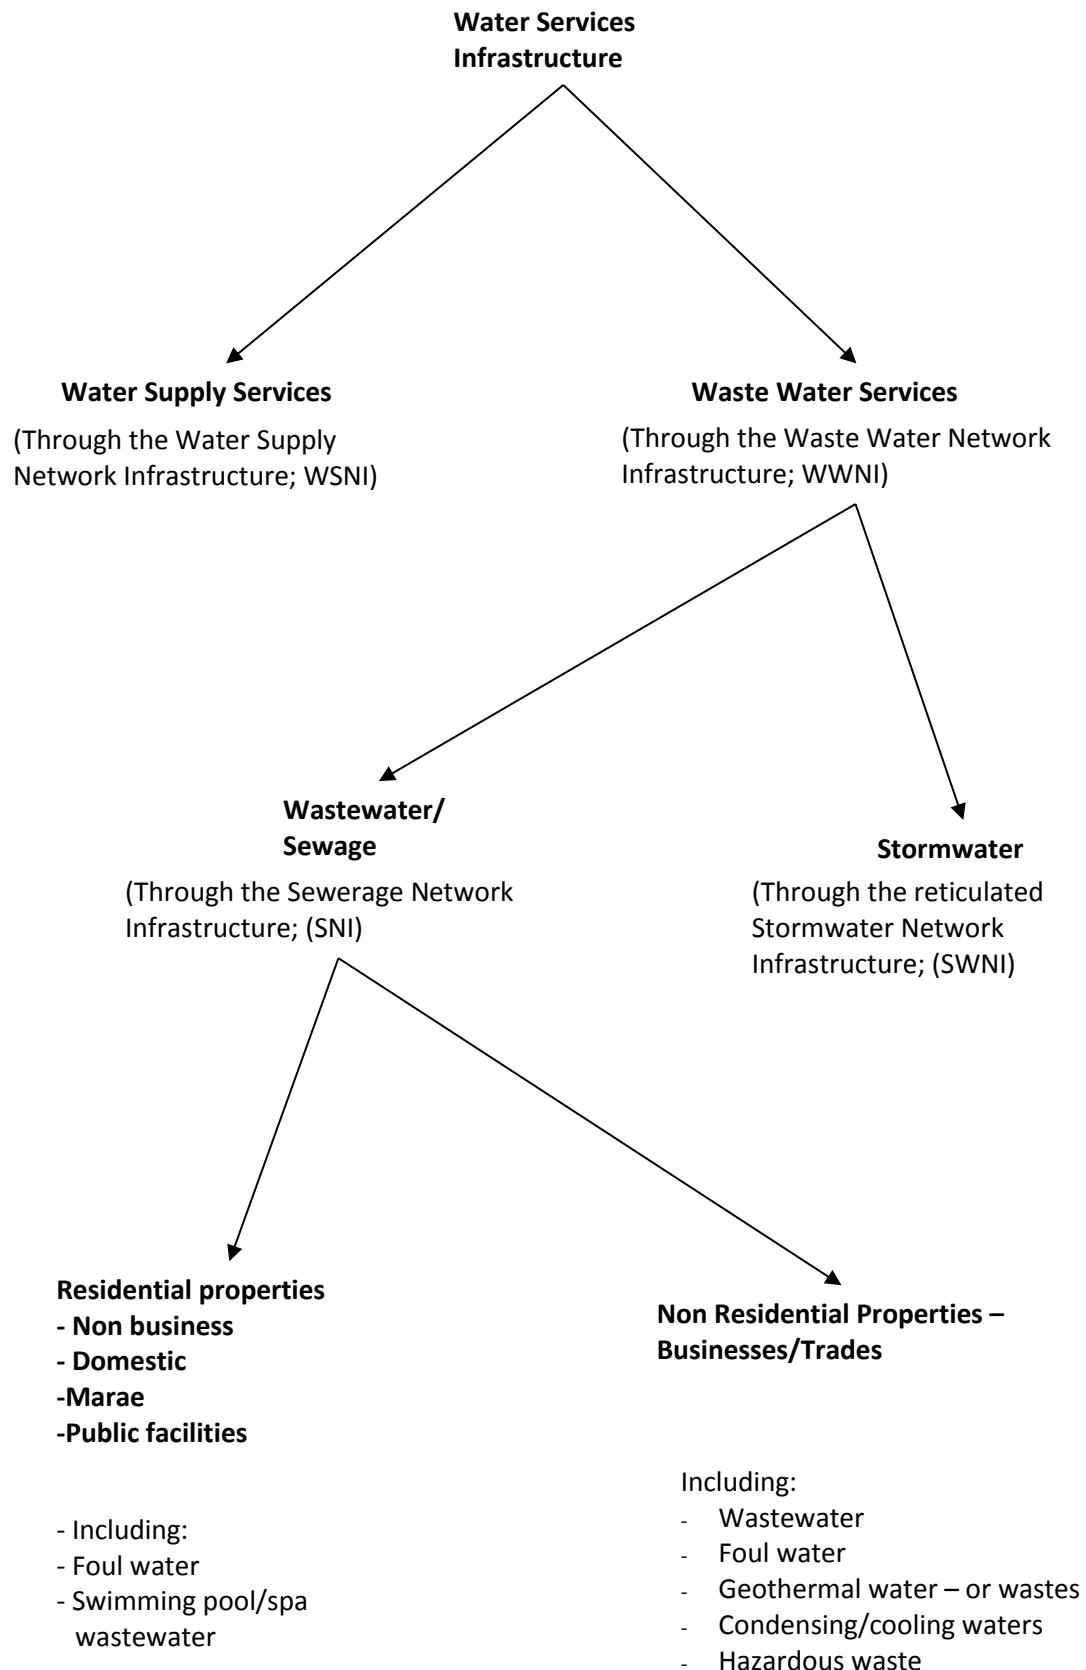 Water Services
Infrastructure
Water Supply Services
(Through the Water Supply
Network Infrastructure; WSNI)
Waste Water Services
(Through the Waste Water Network
Infrastructure; WWNI)
Wastewater/
Sewage
(Through the Sewerage Network
Infrastructure; (SNI)
Stormwater
(Through the reticulated
Stormwater Network
Infrastructure; (SWNI)
Residential properties
- Non business
- Domestic
-Marae
-Public facilities
- Including:
- Foul water
- Swimming pool/spa
wastewater
Non Residential Properties –
Businesses/Trades
Including:
- Wastewater
- Foul water
- Geothermal water – or wastes
- Condensing/cooling waters
- Hazardous waste